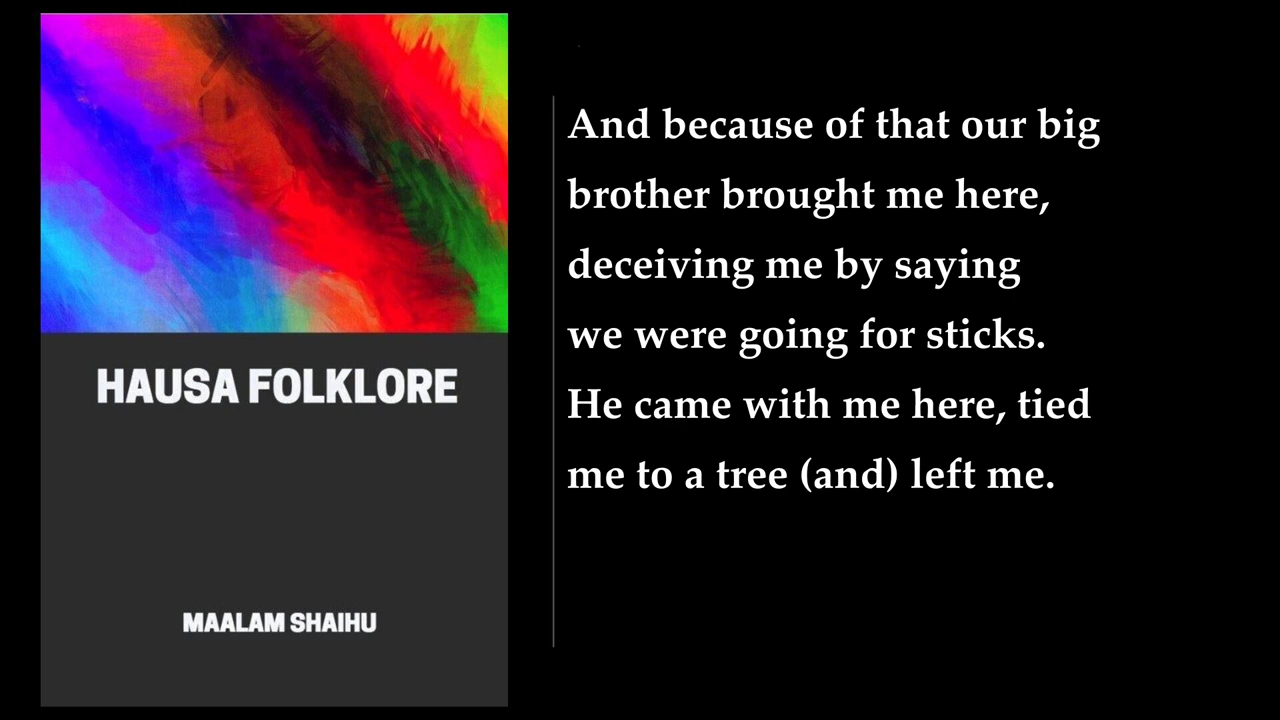 HAUSA FOLKLORE
MAALAM SHAIHU
And because of that our big
brother brought me here,
deceiving me by saying
we were going for sticks.
He came with me here, tied
me to a tree (and) left me.